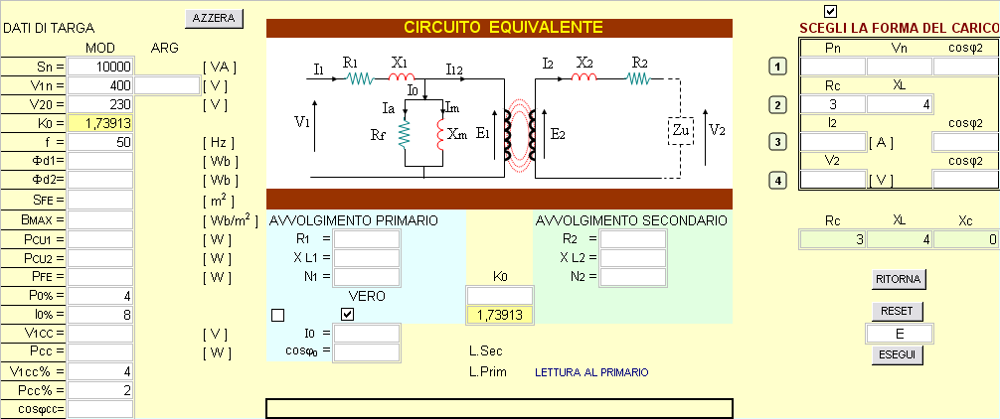 AZZERA
DATI DI TARGA
MOD ARG
Sn = 10000 [ VA ]
V1n = 400 [ V ]
V20 = 230 [ V ]
K0 = 1,73913
f = 50 [ Hz ]
Φd1= [ Wb ]
Φd2= [ Wb ]
SFE = [ m² ]
BMAX = [ Wb/m² ]
PCU1 = [ W ]
PCU2 = [ W ]
PFE = [ W ]
P0% = 4
I0% = 8
V1CC = [ V ]
PCC = [ W ]
V1CC% = 4
PCC% = 2
cosφCC=
CIRCUITO EQUIVALENTE
I1 R1 X1 I12 I2 X2 R2
I0
Ia Im
V1 Rf Xm E1 E2 Zu V2
AVVOLGIMENTO PRIMARIO AVVOLGIMENTO SECONDARIO
R1 = R2 =
X L1 = X L2=
N1 = K0 N2 =
VERO
1,73913
I0 =
cosφ0 =
L.Sec
L.Prim LETTURA AL PRIMARIO
SCEGLI LA FORMA DEL CARICO
Pn Vn cosφ2
1
Rc XL
2 3 4
I2 cosφ2
3 [ A ]
V2 cosφ2
4 [ V ]
Rc XL Xc
3 4 0
RITORNA
RESET
E
ESEGUI